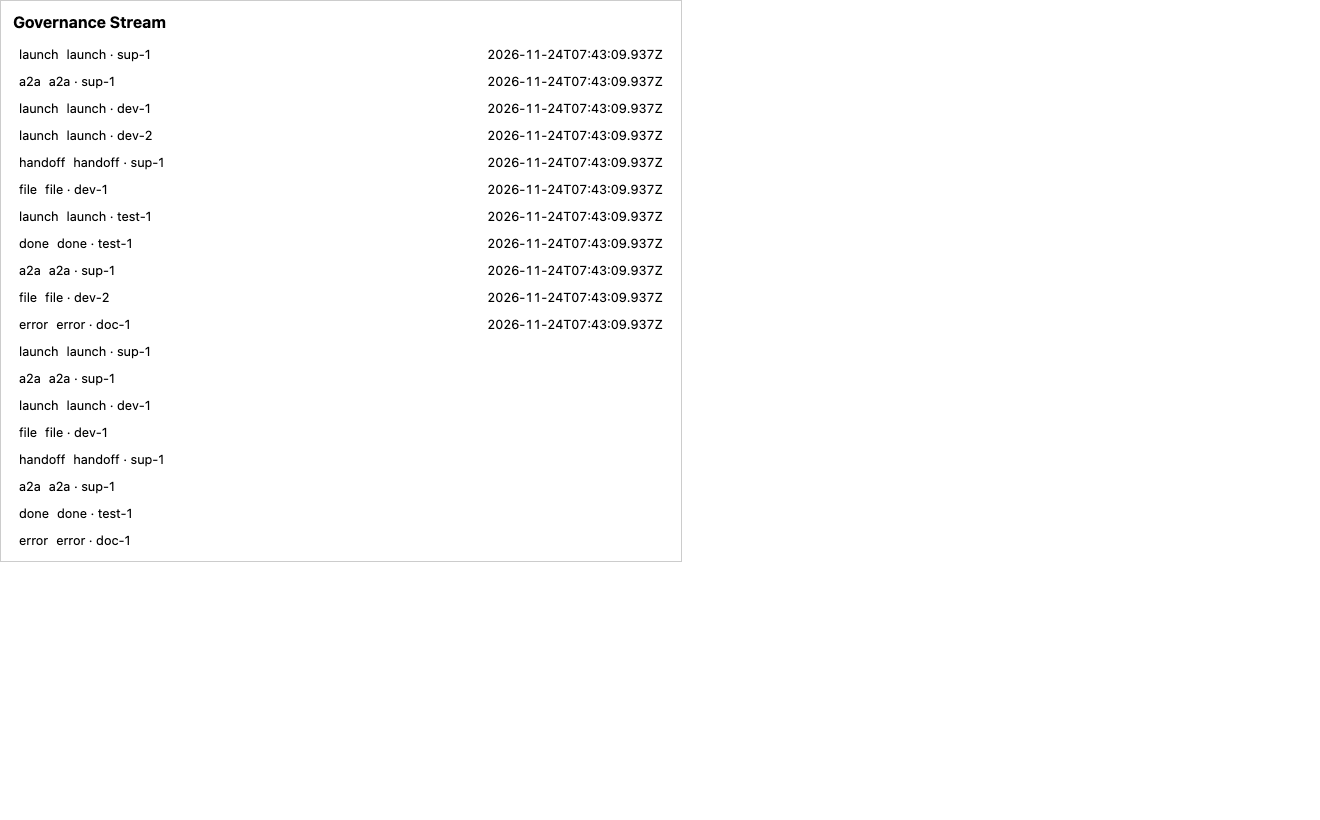 Governance Stream
launch launch · sup-1 2026-11-24T07:43:09.937Z
a2a a2a · sup-1 2026-11-24T07:43:09.937Z
launch launch · dev-1 2026-11-24T07:43:09.937Z
launch launch · dev-2 2026-11-24T07:43:09.937Z
handoff handoff · sup-1 2026-11-24T07:43:09.937Z
file file · dev-1 2026-11-24T07:43:09.937Z
launch launch · test-1 2026-11-24T07:43:09.937Z
done done · test-1 2026-11-24T07:43:09.937Z
a2a a2a · sup-1 2026-11-24T07:43:09.937Z
file file · dev-2 2026-11-24T07:43:09.937Z
error error · doc-1 2026-11-24T07:43:09.937Z
launch launch · sup-1
a2a a2a · sup-1
launch launch · dev-1
file file · dev-1
handoff handoff · sup-1
a2a a2a · sup-1
done done · test-1
error error · doc-1